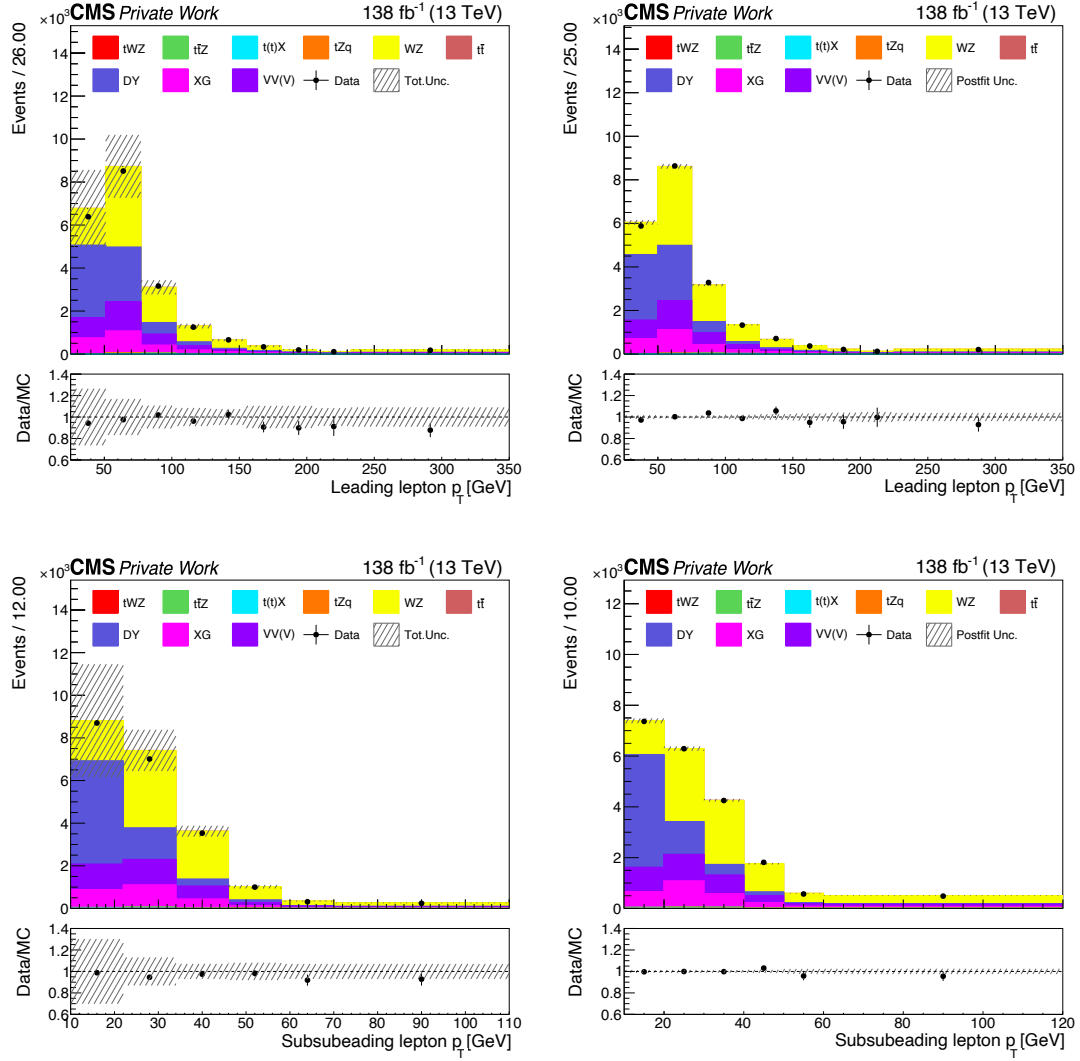 ×10³ CMS Private Work 138 fb⁻¹ (13 TeV)
Events / 26.00
tWZ tt̄Z t(t)X tZq WZ tt̄
DY XG VV(V) Data Tot.Unc.
14
12
10
8
6
4
2
0
Data/MC
1.4
1.2
1
0.8
0.6
50 100 150 200 250 300 350
Leading lepton p_T [GeV]
×10³ CMS Private Work 138 fb⁻¹ (13 TeV)
Events / 25.00
tWZ tt̄Z t(t)X tZq WZ tt̄
DY XG VV(V) Data Postfit Unc.
14
12
10
8
6
4
2
0
Data/MC
1.4
1.2
1
0.8
0.6
50 100 150 200 250 300 350
Leading lepton p_T [GeV]
×10³ CMS Private Work 138 fb⁻¹ (13 TeV)
Events / 12.00
tWZ tt̄Z t(t)X tZq WZ tt̄
DY XG VV(V) Data Tot.Unc.
14
12
10
8
6
4
2
0
Data/MC
1.4
1.2
1
0.8
0.6
10 20 30 40 50 60 70 80 90 100 110
Subsubeading lepton p_T [GeV]
×10³ CMS Private Work 138 fb⁻¹ (13 TeV)
Events / 10.00
tWZ tt̄Z t(t)X tZq WZ tt̄
DY XG VV(V) Data Postfit Unc.
12
10
8
6
4
2
0
Data/MC
1.4
1.2
1
0.8
0.6
20 40 60 80 100 120
Subsubeading lepton p_T [GeV]